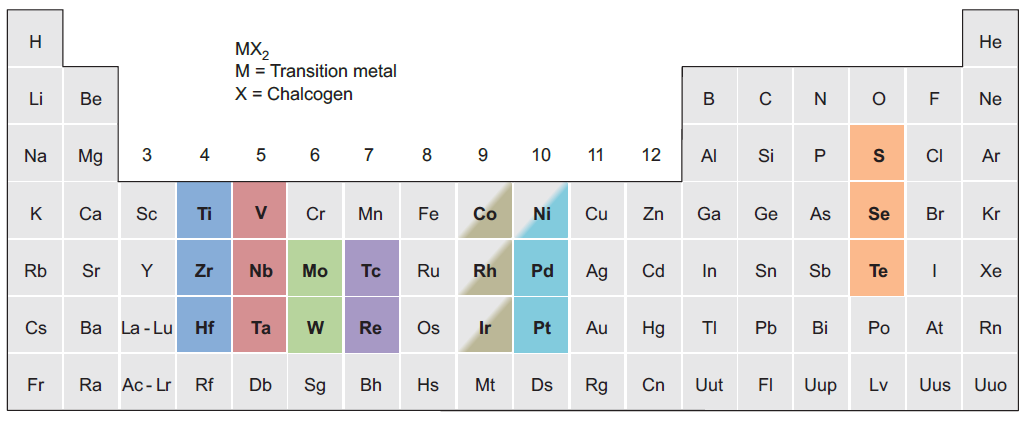 H He
MX2
M = Transition metal
X = Chalcogen
Li Be B C N O F Ne
Na Mg 3 4 5 6 7 8 9 10 11 12 Al Si P S Cl Ar
K Ca Sc Ti V Cr Mn Fe Co Ni Cu Zn Ga Ge As Se Br Kr
Rb Sr Y Zr Nb Mo Tc Ru Rh Pd Ag Cd In Sn Sb Te I Xe
Cs Ba La - Lu Hf Ta W Re Os Ir Pt Au Hg Tl Pb Bi Po At Rn
Fr Ra Ac - Lr Rf Db Sg Bh Hs Mt Ds Rg Cn Uut Fl Uup Lv Uus Uuo